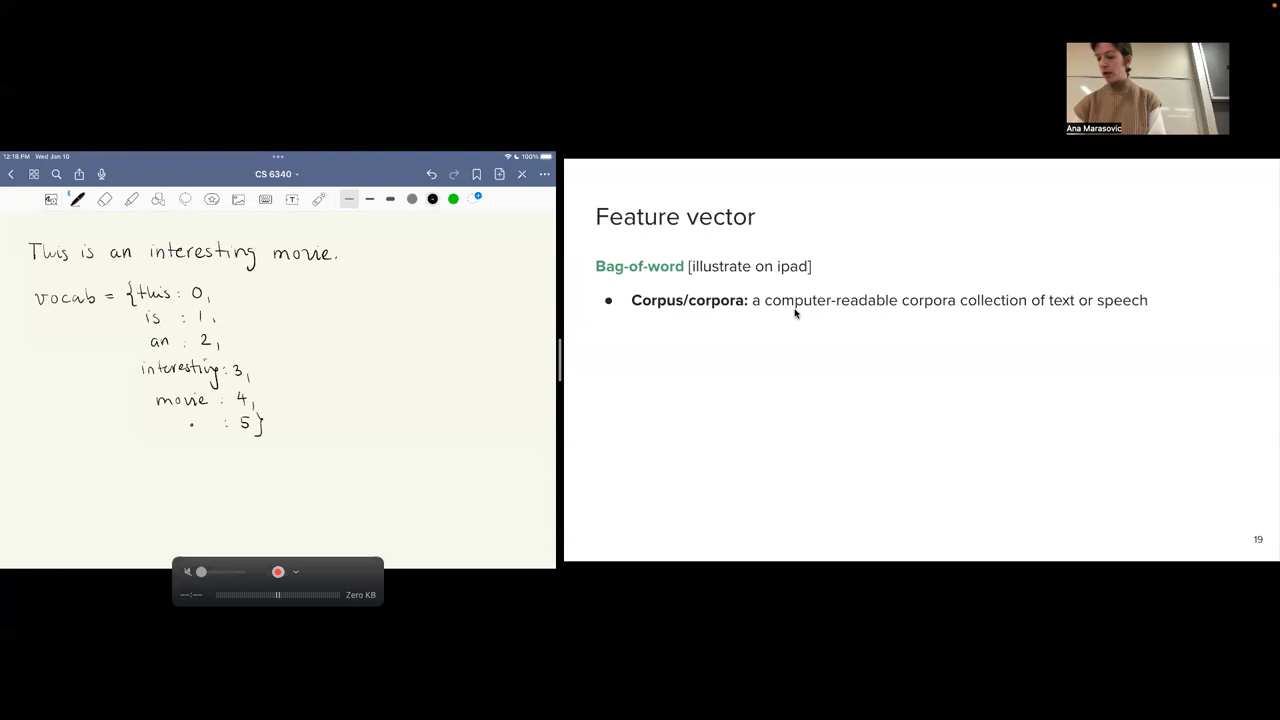 Ana Marasovic
12:18 PM Wed Jan 10
100%
CS 6340
This is an interesting movie.
vocab = {this : 0,
is : 1,
an : 2,
interesting : 3,
movie : 4,
. : 5}
--:--
Zero KB
Feature vector
Bag-of-word [illustrate on ipad]
● Corpus/corpora: a computer-readable corpora collection of text or speech
19